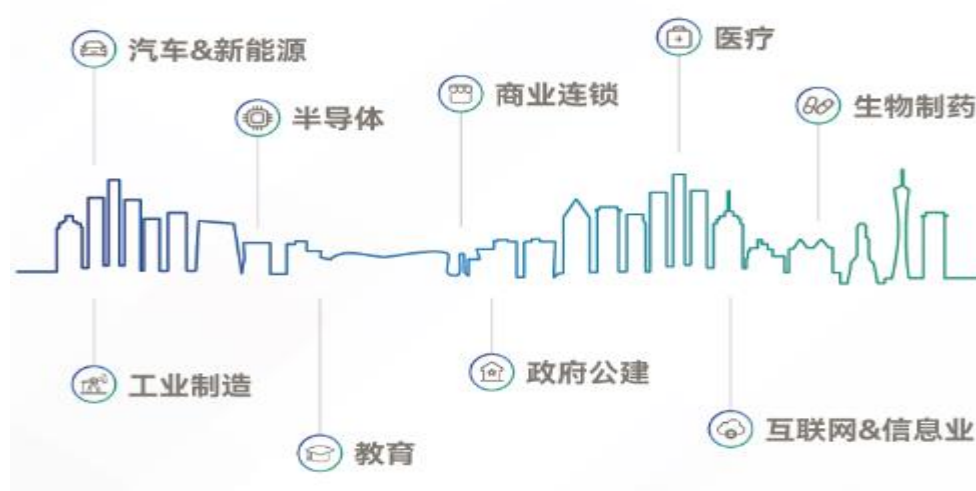 汽车&新能源
医疗
商业连锁
半导体
生物制药
工业制造
政府公建
教育
互联网&信息业